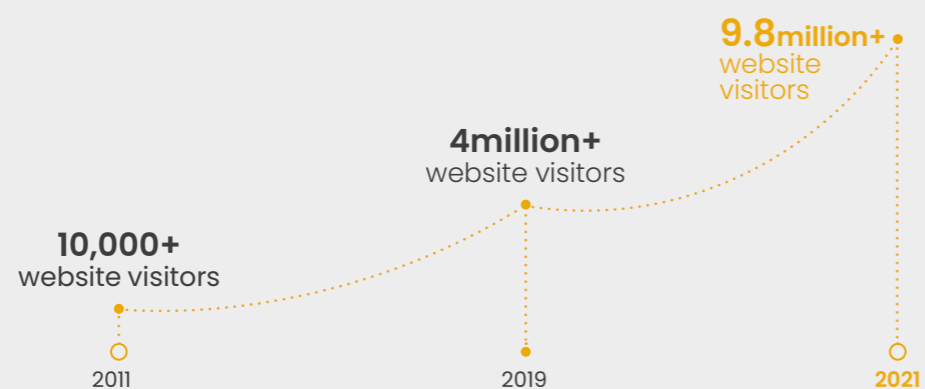 9.8million+
website
visitors
4million+
website visitors
10,000+
website visitors
2011
2019
2021